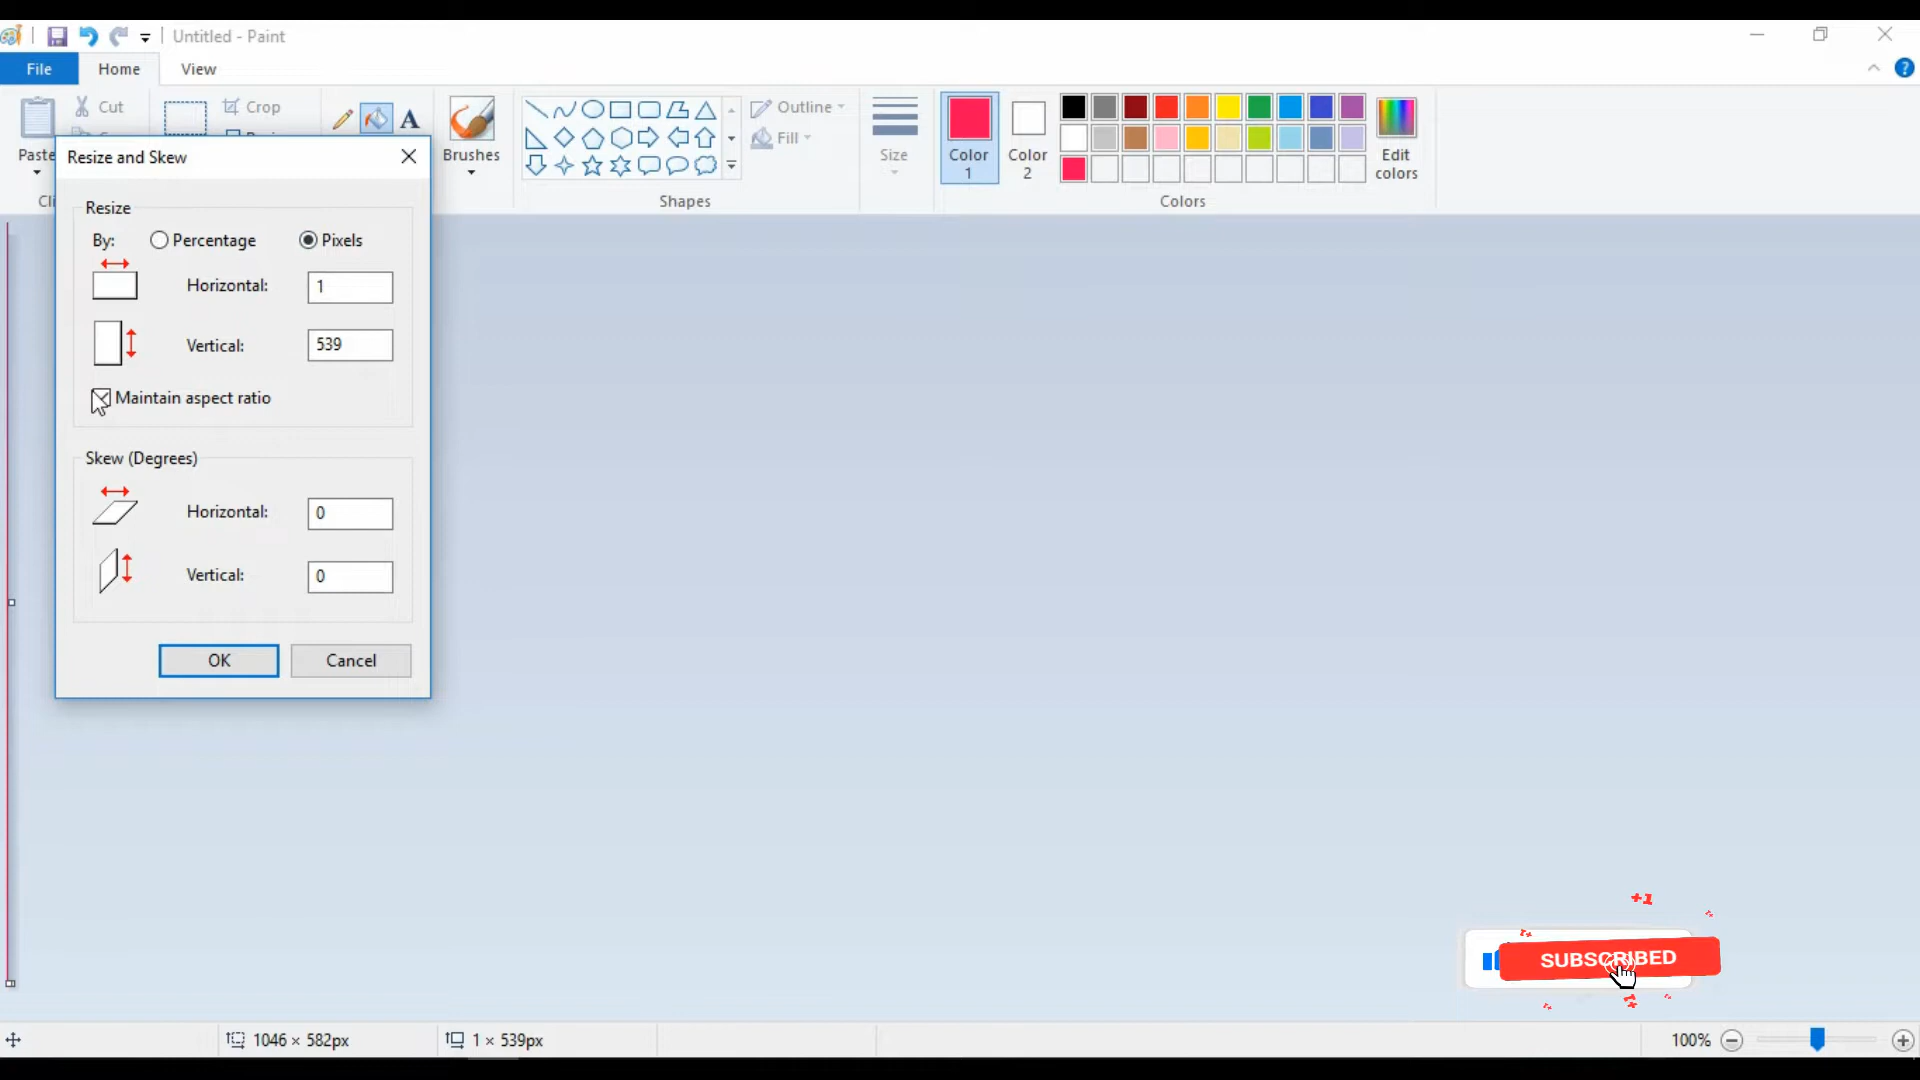 Untitled - Paint
File Home View
Cut
Crop
Paste
Brushes
Outline
Fill
Size
Color 1
Color 2
Edit colors
Shapes
Colors
Resize and Skew
Resize
By: Percentage Pixels
Horizontal: 1
Vertical: 539
Maintain aspect ratio
Skew (Degrees)
Horizontal: 0
Vertical: 0
OK Cancel
+1
SUBSCRIBED
1046 × 582px 1 × 539px 100%